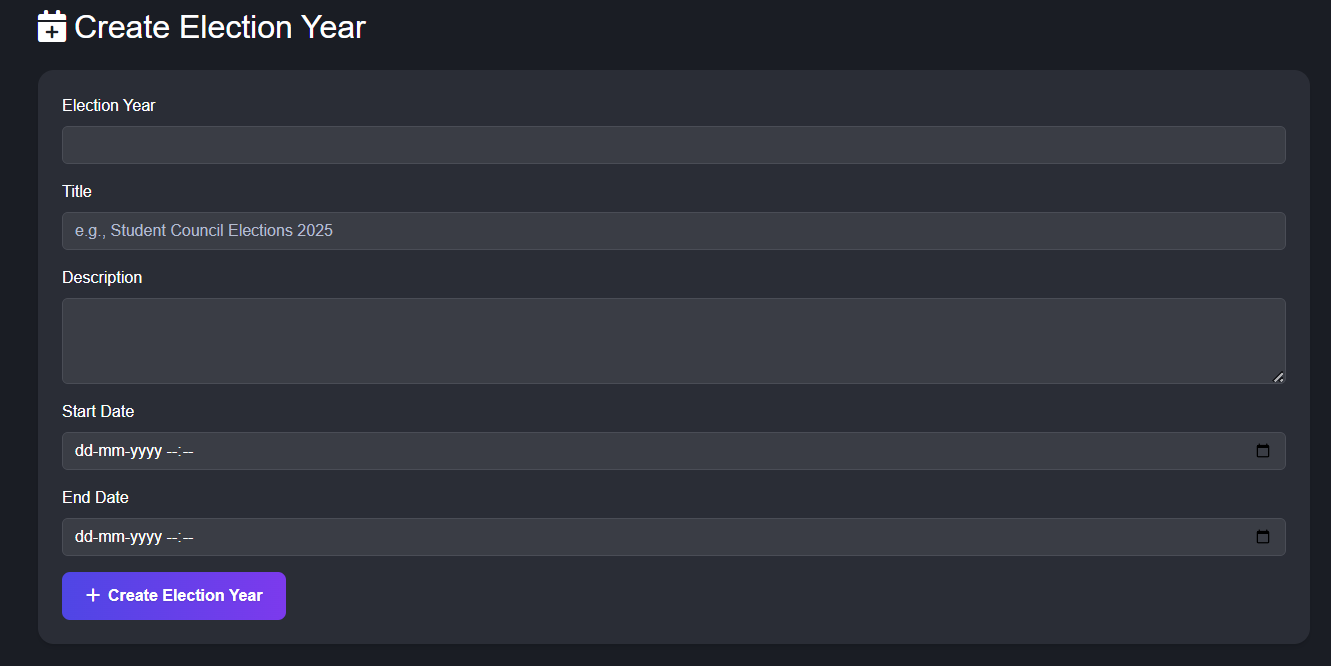 Create Election Year
Election Year
Title
e.g., Student Council Elections 2025
Description
Start Date
dd-mm-yyyy --:--
End Date
dd-mm-yyyy --:--
+ Create Election Year